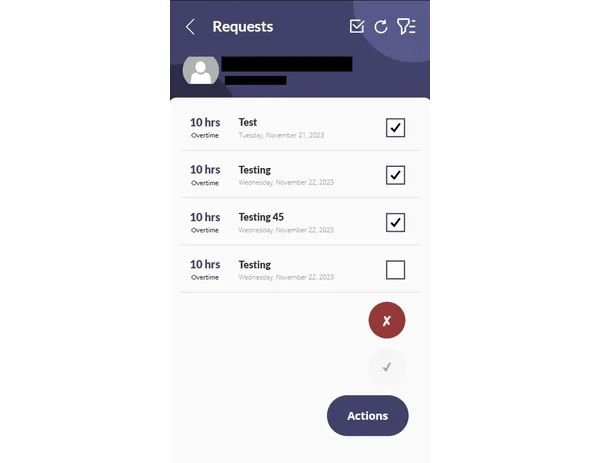 Requests
10 hrs Test
Overtime Tuesday, November 21, 2023
10 hrs Testing
Overtime Wednesday, November 22, 2023
10 hrs Testing 45
Overtime Wednesday, November 22, 2023
10 hrs Testing
Overtime Wednesday, November 22, 2023
Actions